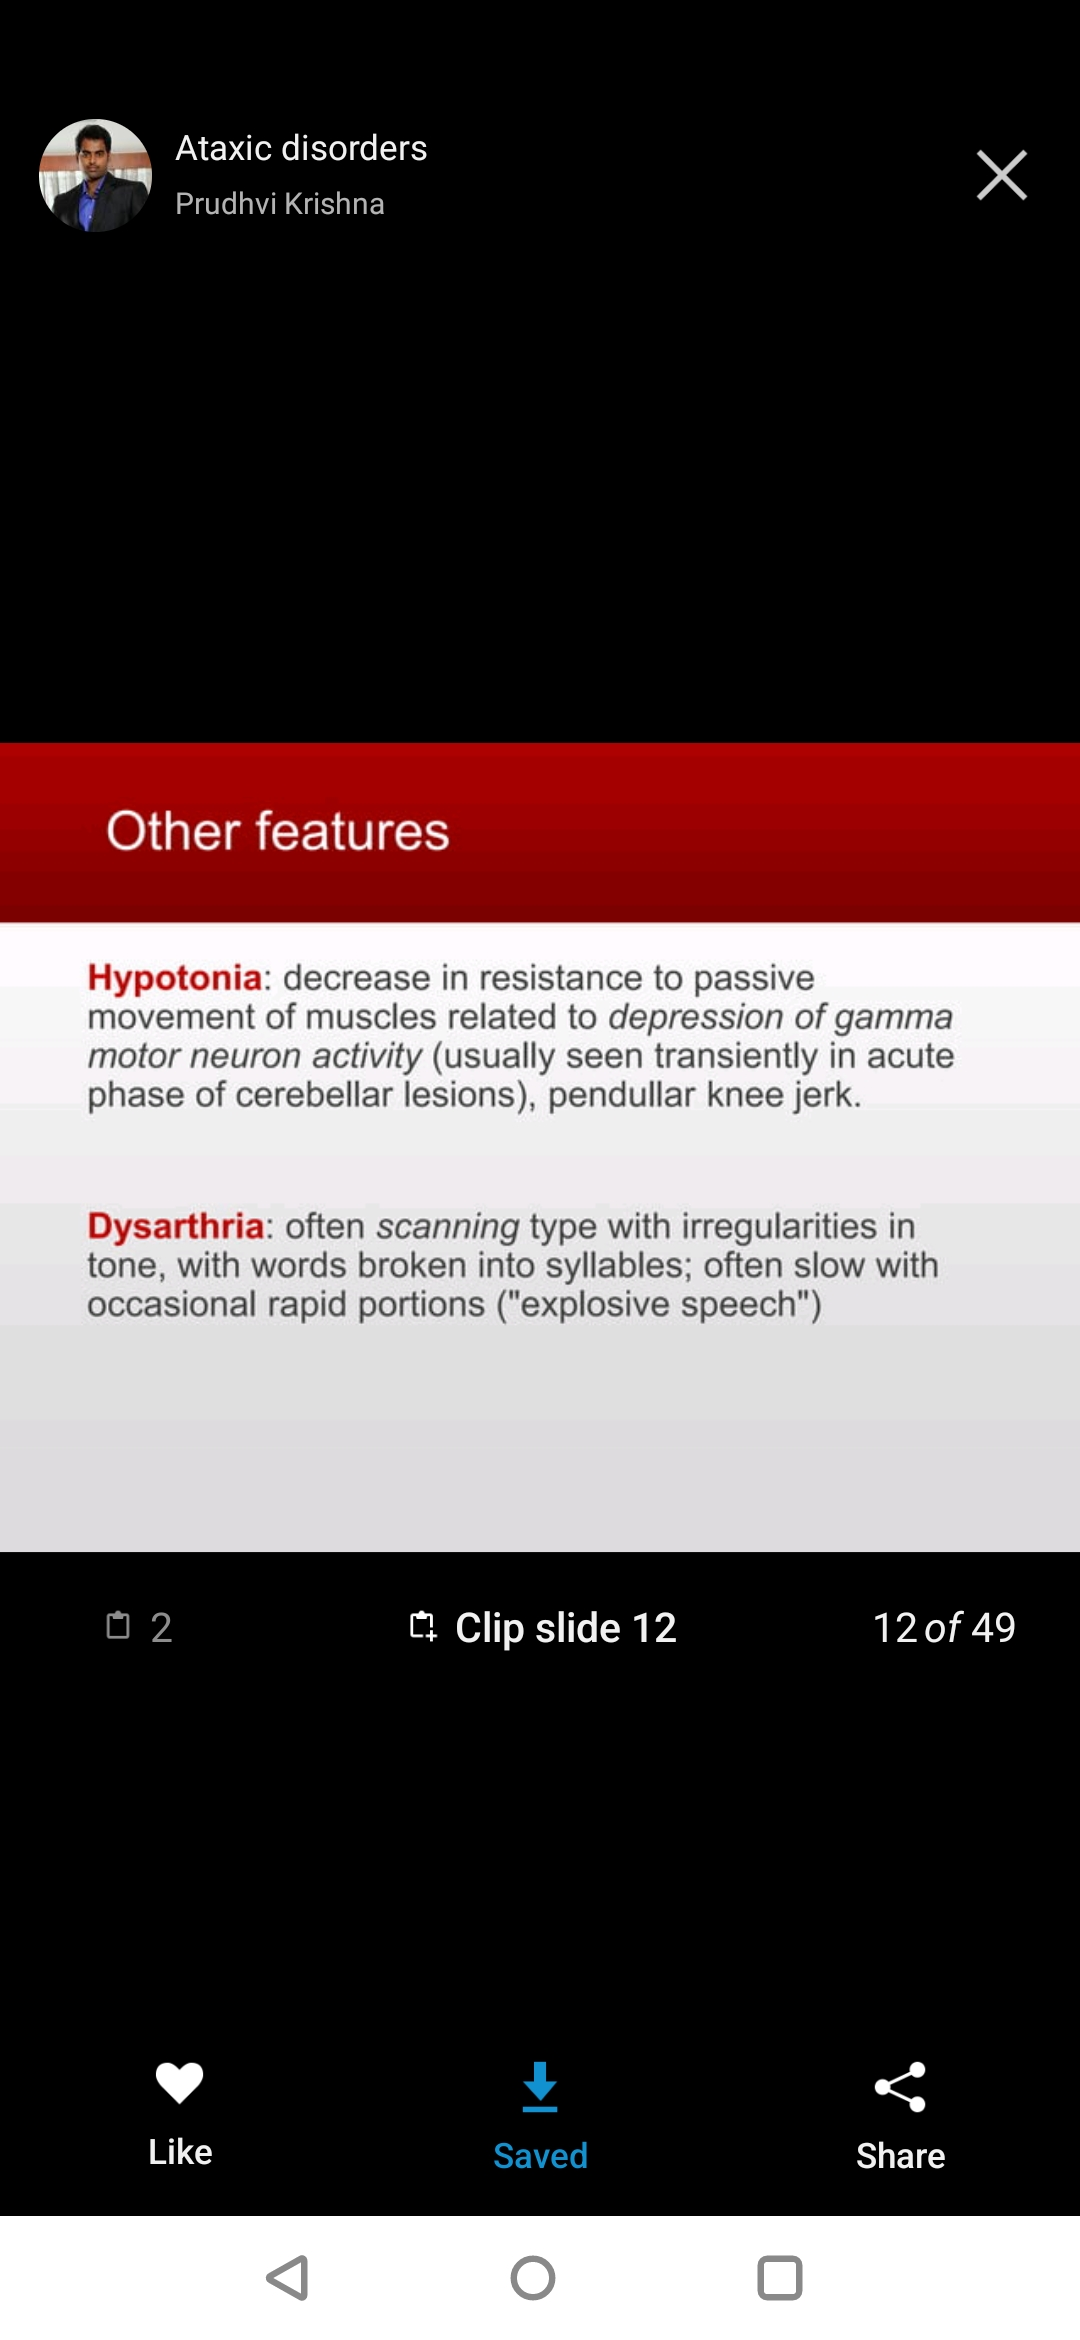 Ataxic disorders
Prudhvi Krishna
Other features
Hypotonia: decrease in resistance to passive
movement of muscles related to depression of gamma
motor neuron activity (usually seen transiently in acute
phase of cerebellar lesions), pendullar knee jerk.
Dysarthria: often scanning type with irregularities in
tone, with words broken into syllables; often slow with
occasional rapid portions ("explosive speech")
2 Clip slide 12 12 of 49
Like Saved Share